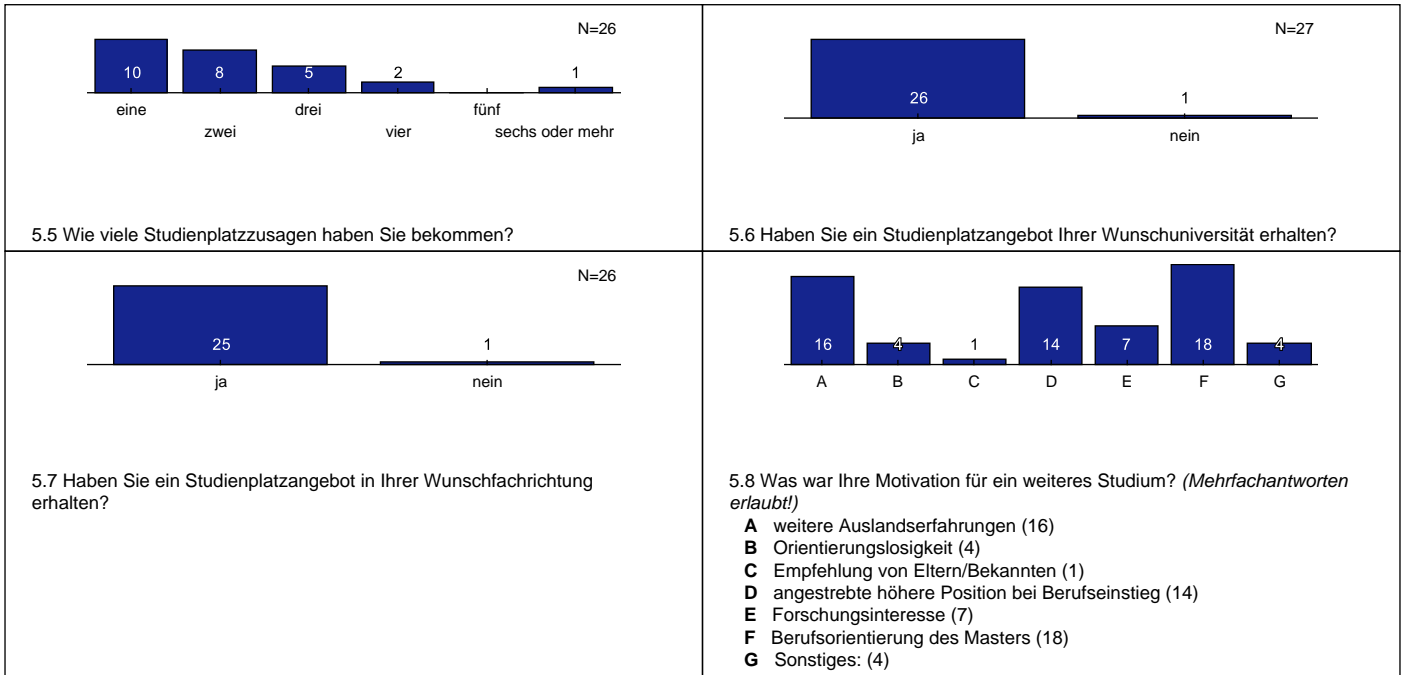 N=26
10 8 5 2 1
eine drei fünf
zwei vier sechs oder mehr
5.5 Wie viele Studienplatzzusagen haben Sie bekommen?
N=27
26 1
ja nein
5.6 Haben Sie ein Studienplatzangebot Ihrer Wunschuniversität erhalten?
N=26
25 1
ja nein
5.7 Haben Sie ein Studienplatzangebot in Ihrer Wunschfachrichtung
erhalten?
16 4 1 14 7 18 4
A B C D E F G
5.8 Was war Ihre Motivation für ein weiteres Studium? (Mehrfachantworten
erlaubt!)
A weitere Auslandserfahrungen (16)
B Orientierungslosigkeit (4)
C Empfehlung von Eltern/Bekannten (1)
D angestrebte höhere Position bei Berufseinstieg (14)
E Forschungsinteresse (7)
F Berufsorientierung des Masters (18)
G Sonstiges: (4)